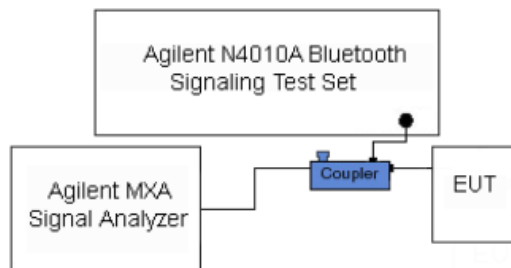 Agilent N4010A Bluetooth
Signaling Test Set
Coupler
Agilent MXA
Signal Analyzer
EUT